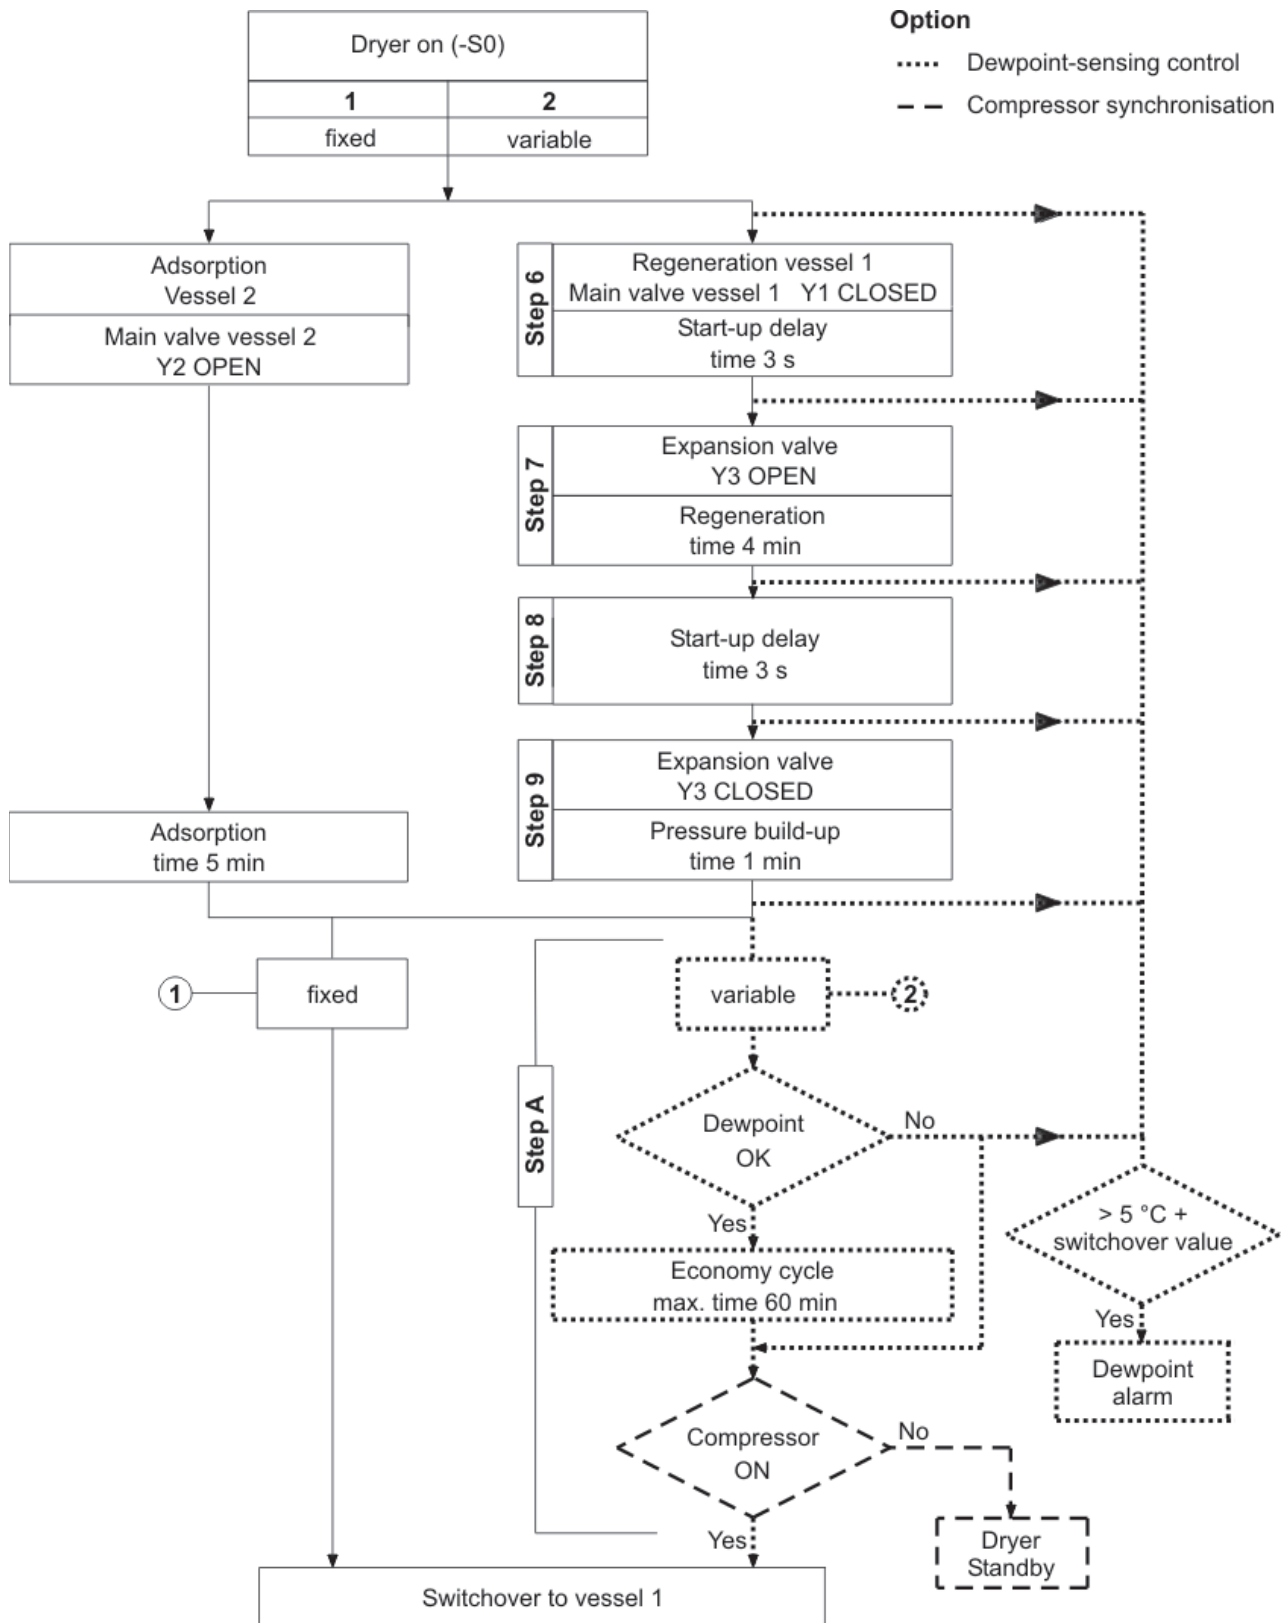 Option
Dewpoint-sensing control
Compressor synchronisation
Dryer on (-S0)
1
2
fixed
variable
Adsorption
Vessel 2
Main valve vessel 2
Y2 OPEN
Step 6
Regeneration vessel 1
Main valve vessel 1 Y1 CLOSED
Start-up delay
time 3 s
Step 7
Expansion valve
Y3 OPEN
Regeneration
time 4 min
Step 8
Start-up delay
time 3 s
Step 9
Expansion valve
Y3 CLOSED
Pressure build-up
time 1 min
Adsorption
time 5 min
1
fixed
variable
2
Step A
Dewpoint
OK
No
Yes
> 5 °C +
switchover value
Yes
Dewpoint
alarm
Economy cycle
max. time 60 min
Compressor
ON
No
Yes
Dryer
Standby
Switchover to vessel 1